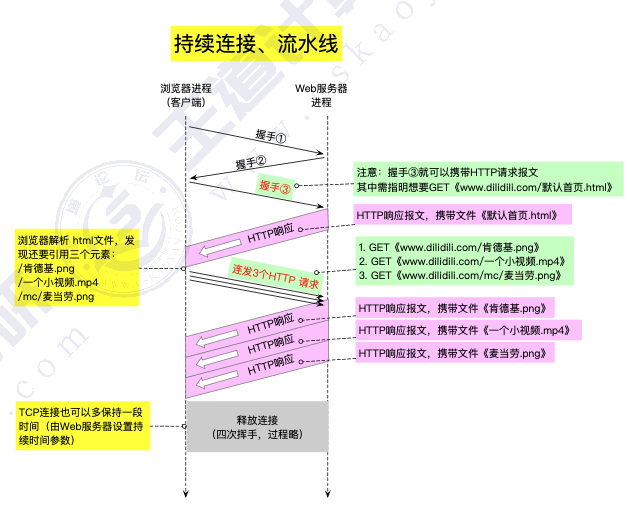 持续连接、流水线
浏览器进程
（客户端）
Web服务器
进程
握手①
握手②
握手③
注意：握手③就可以携带HTTP请求报文
其中需指明想要GET《www.dilidili.com/默认首页.html》
HTTP响应
HTTP响应报文，携带文件《默认首页.html》
浏览器解析 html文件，发
现还要引用三个元素：
/肯德基.png
/一个小视频.mp4
/mc/麦当劳.png
连发3个HTTP 请求
1. GET《www.dilidili.com/肯德基.png》
2. GET《www.dilidili.com/一个小视频.mp4》
3. GET《www.dilidili.com/mc/麦当劳.png》
HTTP响应
HTTP响应报文，携带文件《肯德基.png》
HTTP响应
HTTP响应报文，携带文件《一个小视频.mp4》
HTTP响应
HTTP响应报文，携带文件《麦当劳.png》
TCP连接也可以多保持一段
时间（由Web服务器设置持
续时间参数）
释放连接
（四次挥手，过程略）